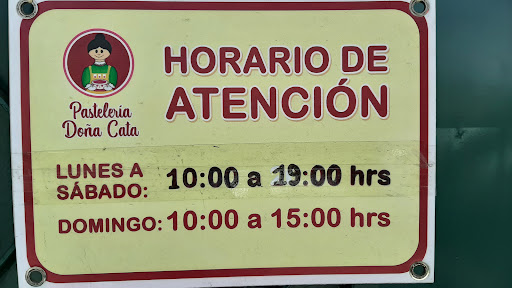 Pastelería
Doña Cata
HORARIO DE
ATENCIÓN
LUNES A
SÁBADO: 10:00 a 19:00 hrs
DOMINGO: 10:00 a 15:00 hrs